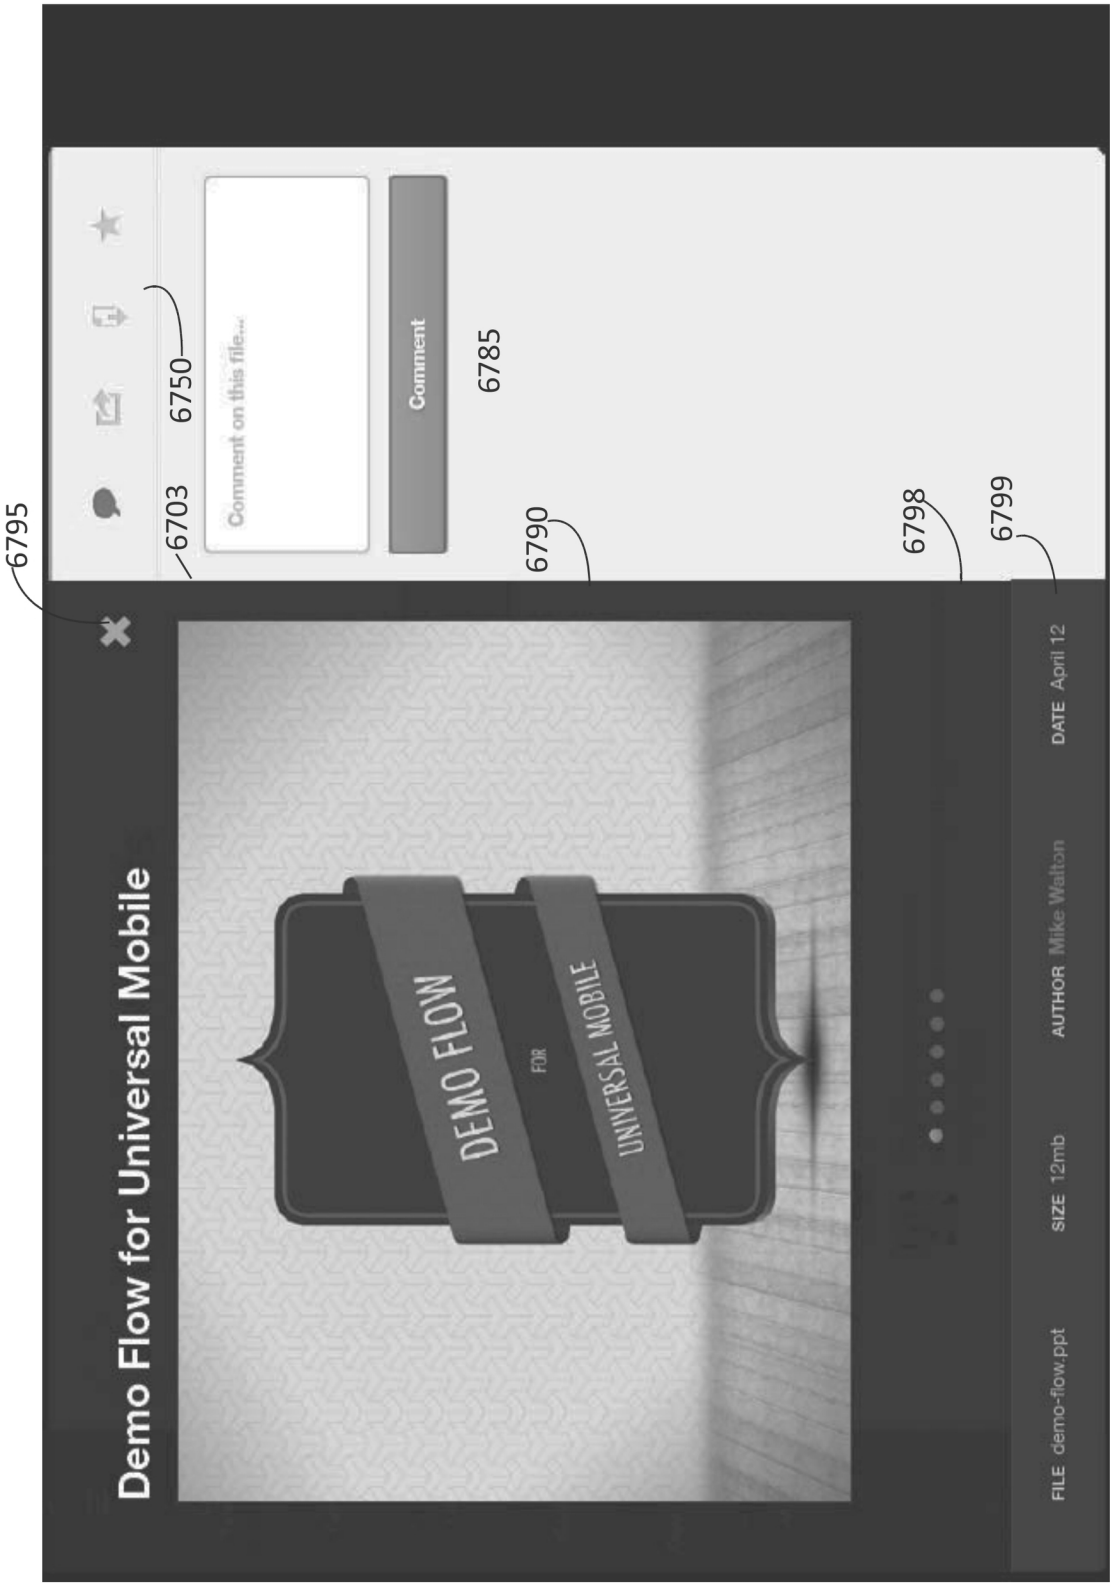 6795
Demo Flow for Universal Mobile
6703
6750
Comment on this file...
Comment
6785
DEMO FLOW
FOR
UNIVERSAL MOBILE
6790
6798
6799
FILE demo-flow.ppt SIZE 12mb AUTHOR Mike Walton DATE April 12